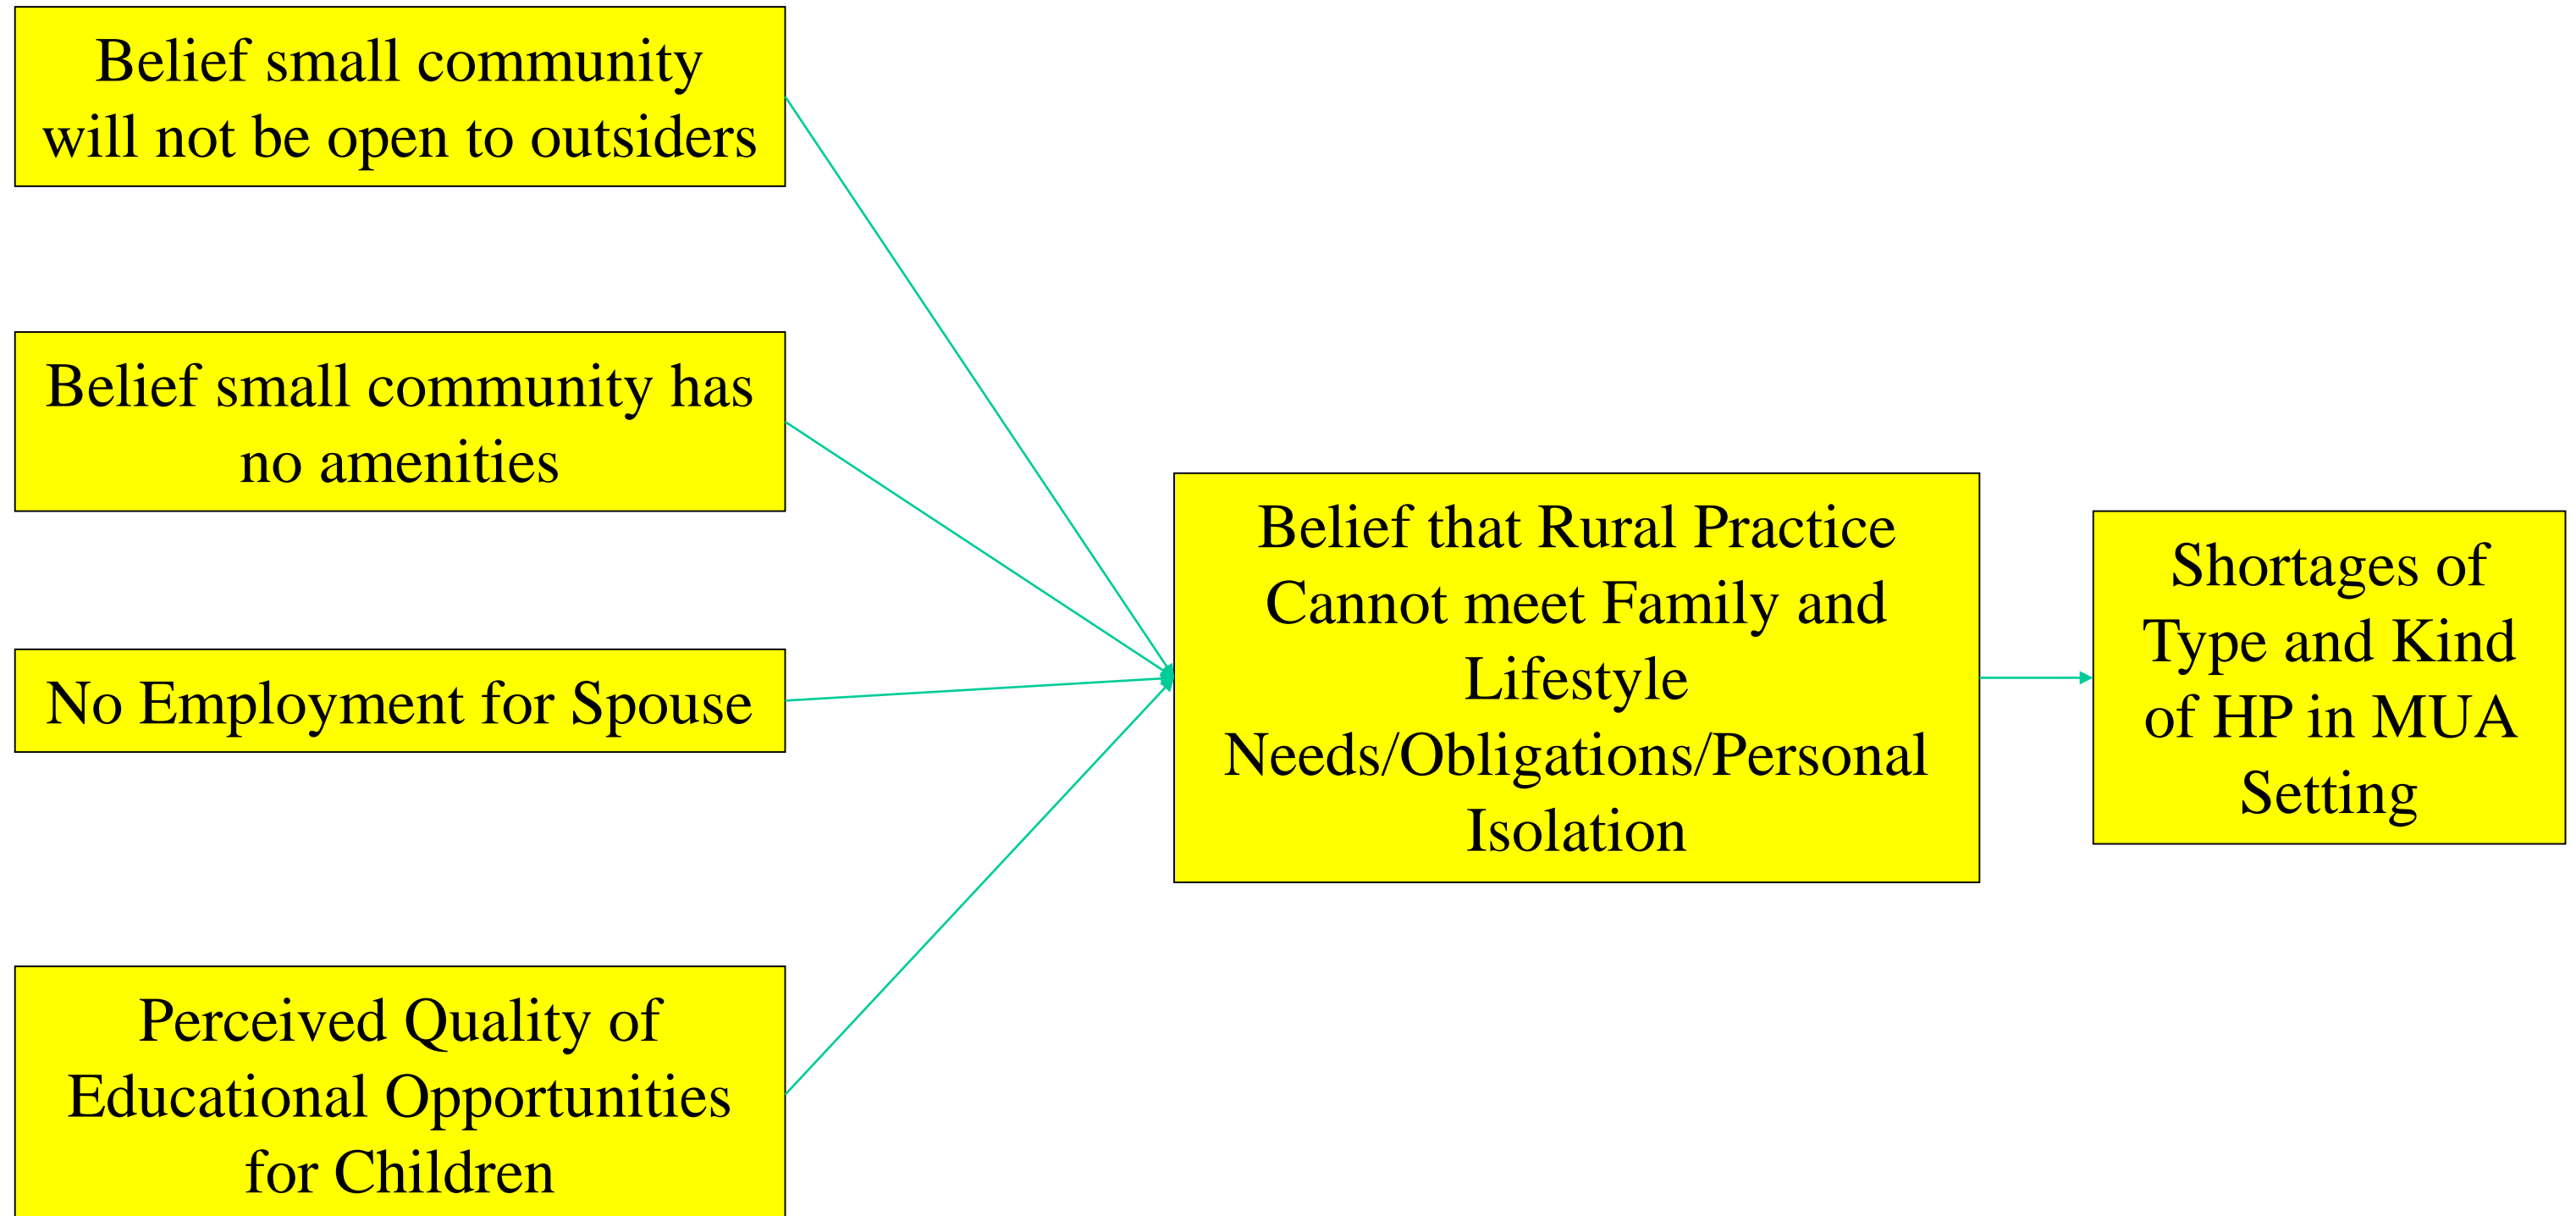 Belief small community
will not be open to outsiders
Belief small community has
no amenities
No Employment for Spouse
Perceived Quality of
Educational Opportunities
for Children
Belief that Rural Practice
Cannot meet Family and
Lifestyle
Needs/Obligations/Personal
Isolation
Shortages of
Type and Kind
of HP in MUA
Setting